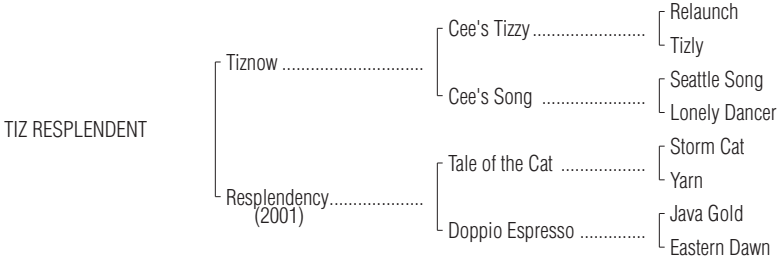 Relaunch
Cee's Tizzy ........................
Tizly
Tiznow ..............................
Seattle Song
Cee's Song ......................
Lonely Dancer
TIZ RESPLENDENT
Storm Cat
Tale of the Cat ..................
Yarn
Resplendency....................
(2001)
Java Gold
Doppio Espresso ..............
Eastern Dawn